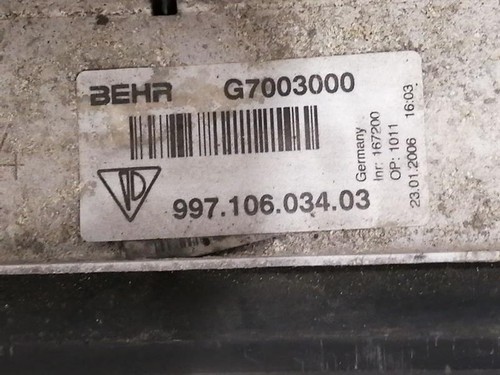 BEHR G7003000
997.106.034.03
Germany
Inr: 167200
OP: 1011
23.01.2006 16:03